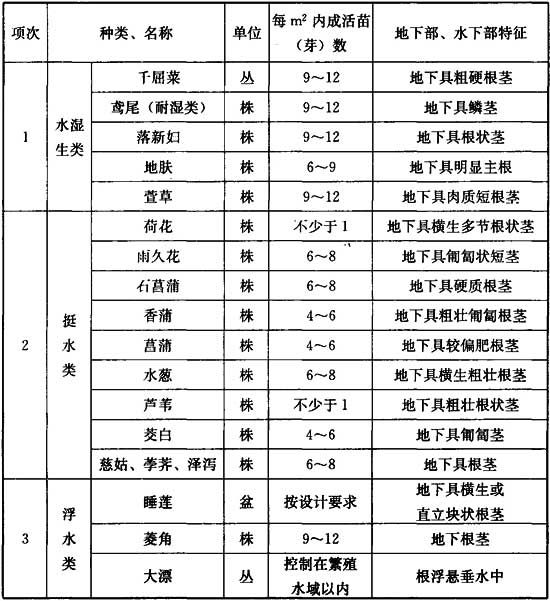 项次 种类、名称 单位 每 m² 内成活苗（芽）数 地下部、水下部特征
1 水湿生类 千屈菜 丛 9～12 地下具粗硬根茎
鸢尾（耐湿类） 株 9～12 地下具鳞茎
落新妇 株 9～12 地下具根状茎
地肤 株 6～9 地下具明显主根
萱草 株 9～12 地下具肉质短根茎
2 挺水类 荷花 株 不少于 1 地下具横生多节根状茎
雨久花 株 6～8 地下具匍匐状短茎
石菖蒲 株 6～8 地下具硬质根茎
香蒲 株 4～6 地下具粗壮匍匐根茎
菖蒲 株 4～6 地下具较偏肥根茎
水葱 株 6～8 地下具横生粗壮根茎
芦苇 株 不少于 1 地下具粗壮根状茎
茭白 株 4～6 地下具匍匐茎
慈姑、荸荠、泽泻 株 6～8 地下具根茎
3 浮水类 睡莲 盆 按设计要求 地下具横生或直立块状根茎
菱角 株 9～12 地下根茎
大漂 丛 控制在繁殖水域以内 根浮悬垂水中